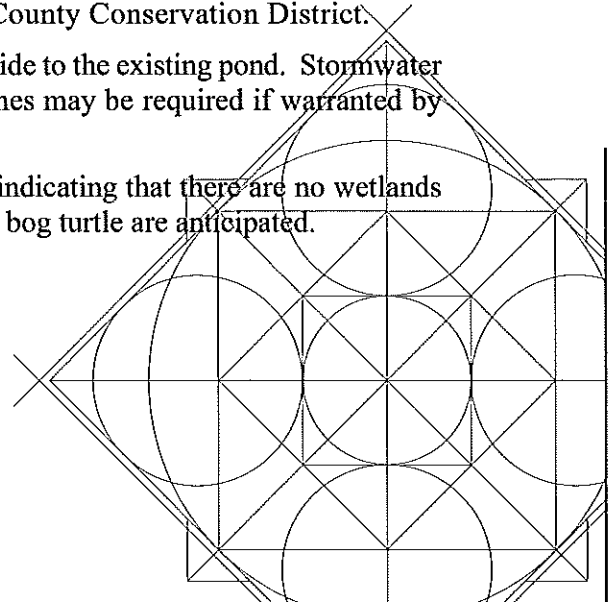 County Conservation District.
ide to the existing pond. Stormwater
nes may be required if warranted by
indicating that there are no wetlands
bog turtle are anticipated.